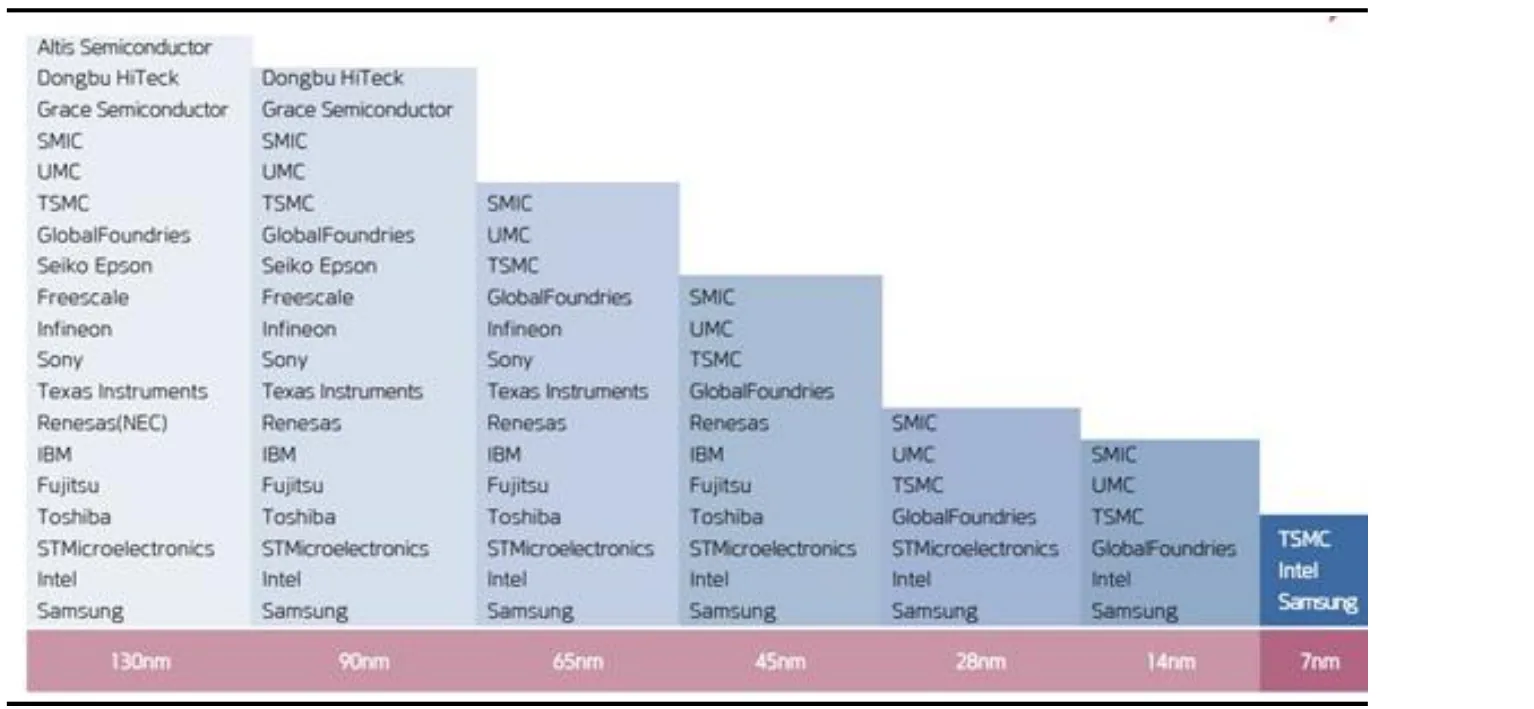 Altis Semiconductor
Dongbu HiTeck
Grace Semiconductor
SMIC
UMC
TSMC
GlobalFoundries
Seiko Epson
Freescale
Infineon
Sony
Texas Instruments
Renesas(NEC)
IBM
Fujitsu
Toshiba
STMicroelectronics
Intel
Samsung
130nm
Dongbu HiTeck
Grace Semiconductor
SMIC
UMC
TSMC
GlobalFoundries
Seiko Epson
Freescale
Infineon
Sony
Texas Instruments
Renesas
IBM
Fujitsu
Toshiba
STMicroelectronics
Intel
Samsung
90nm
SMIC
UMC
TSMC
GlobalFoundries
Infineon
Sony
Texas Instruments
Renesas
IBM
Fujitsu
Toshiba
STMicroelectronics
Intel
Samsung
65nm
SMIC
UMC
TSMC
GlobalFoundries
Renesas
IBM
Fujitsu
Toshiba
STMicroelectronics
Intel
Samsung
45nm
SMIC
UMC
TSMC
GlobalFoundries
STMicroelectronics
Intel
Samsung
28nm
SMIC
UMC
TSMC
GlobalFoundries
Intel
Samsung
14nm
TSMC
Intel
Samsung
7nm